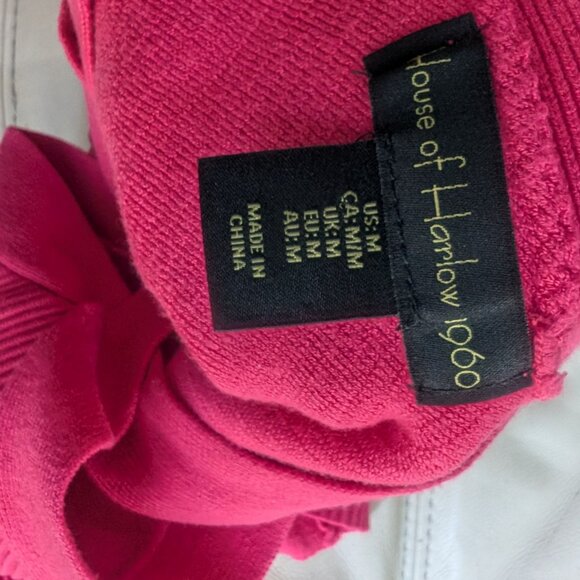 House of Harlow 1960
US: M
CA: M/M
UK: M
EU: M
AU: M
MADE IN
CHINA